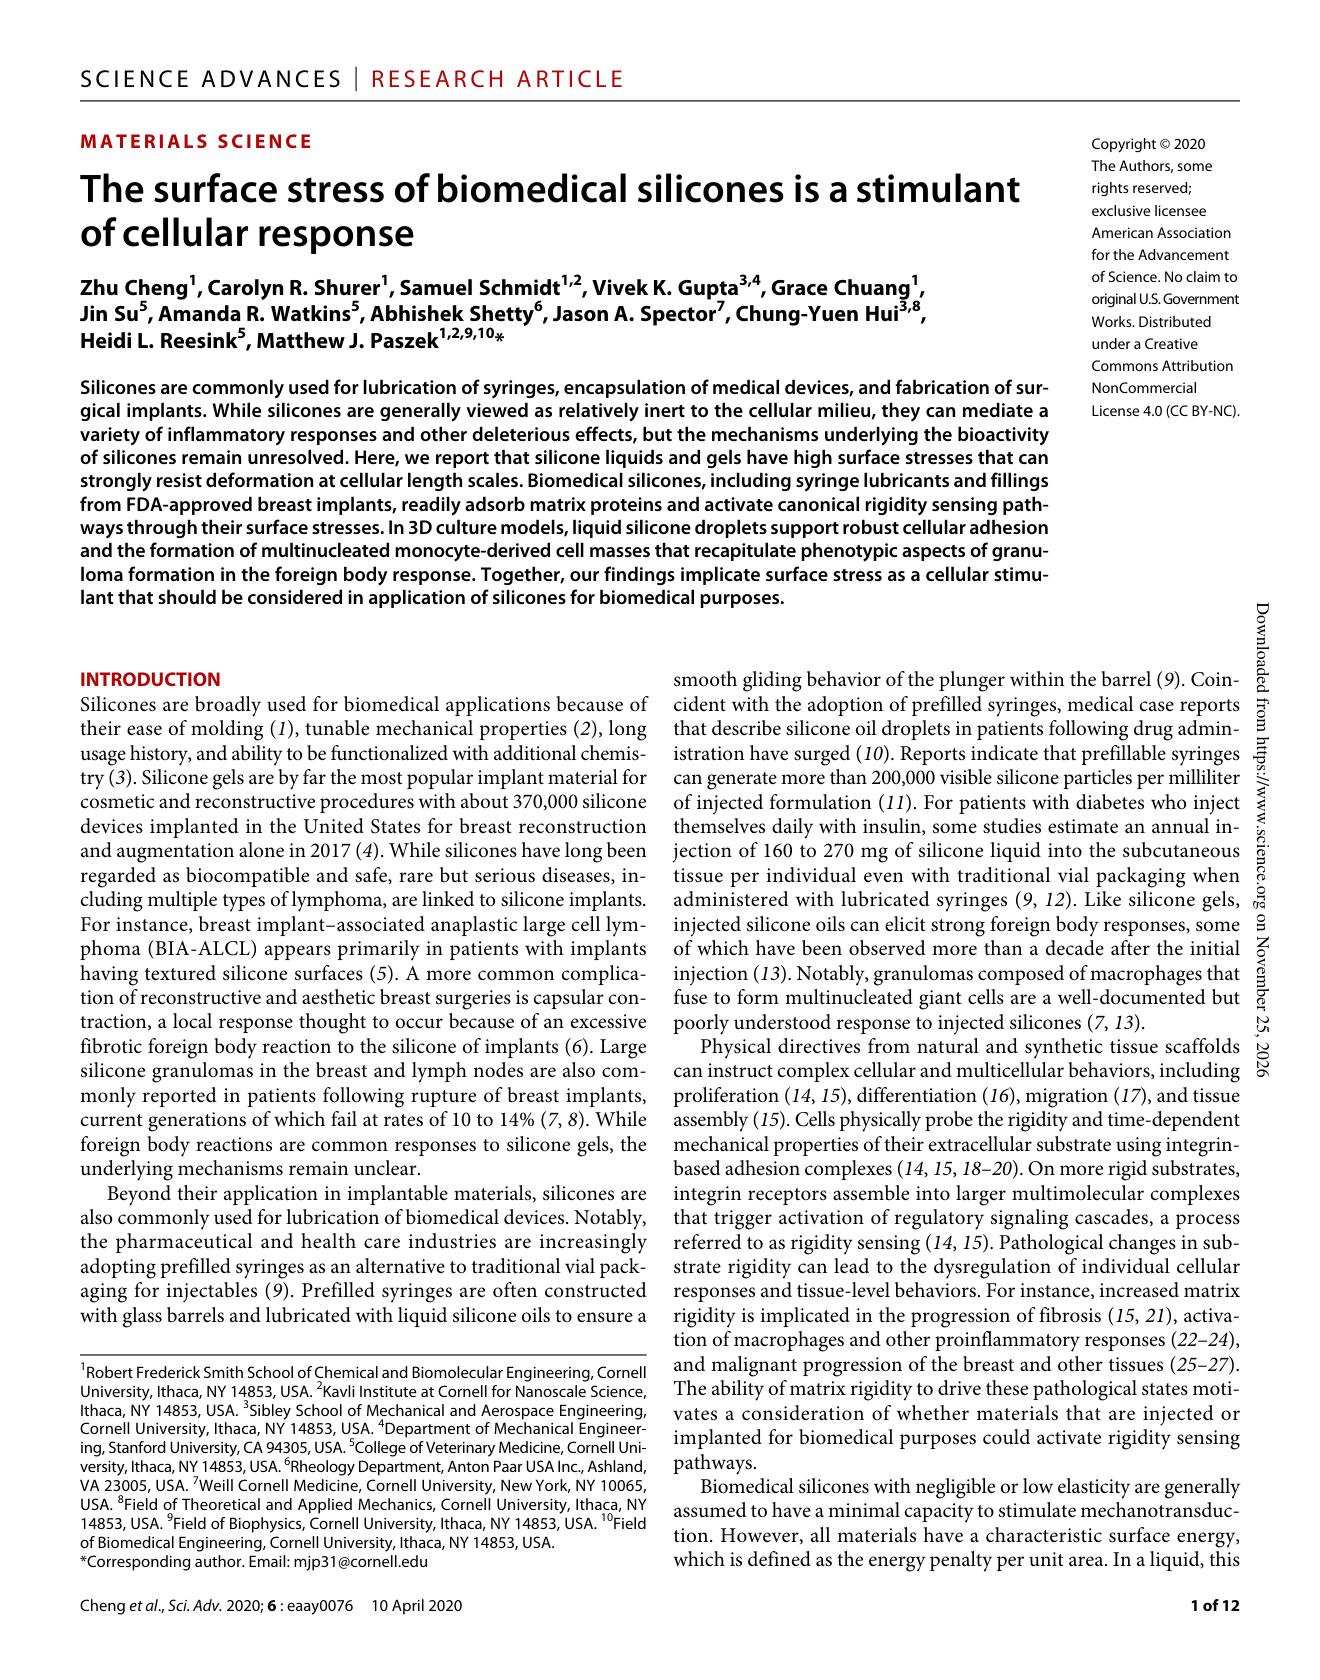 SCIENCE ADVANCES | RESEARCH ARTICLE
MATERIALS SCIENCE
The surface stress of biomedical silicones is a stimulant
of cellular response
Zhu Cheng1, Carolyn R. Shurer1, Samuel Schmidt1,2, Vivek K. Gupta3,4, Grace Chuang1,
Jin Su5, Amanda R. Watkins5, Abhishek Shetty6, Jason A. Spector7, Chung-Yuen Hui3,8,
Heidi L. Reesink5, Matthew J. Paszek1,2,9,10*
Silicones are commonly used for lubrication of syringes, encapsulation of medical devices, and fabrication of sur-
gical implants. While silicones are generally viewed as relatively inert to the cellular milieu, they can mediate a
variety of inflammatory responses and other deleterious effects, but the mechanisms underlying the bioactivity
of silicones remain unresolved. Here, we report that silicone liquids and gels have high surface stresses that can
strongly resist deformation at cellular length scales. Biomedical silicones, including syringe lubricants and fillings
from FDA-approved breast implants, readily adsorb matrix proteins and activate canonical rigidity sensing path-
ways through their surface stresses. In 3D culture models, liquid silicone droplets support robust cellular adhesion
and the formation of multinucleated monocyte-derived cell masses that recapitulate phenotypic aspects of granu-
loma formation in the foreign body response. Together, our findings implicate surface stress as a cellular stimu-
lant that should be considered in application of silicones for biomedical purposes.
Copyright © 2020
The Authors, some
rights reserved;
exclusive licensee
American Association
for the Advancement
of Science. No claim to
original U.S. Government
Works. Distributed
under a Creative
Commons Attribution
NonCommercial
License 4.0 (CC BY-NC).
INTRODUCTION
Silicones are broadly used for biomedical applications because of
their ease of molding (1), tunable mechanical properties (2), long
usage history, and ability to be functionalized with additional chemis-
try (3). Silicone gels are by far the most popular implant material for
cosmetic and reconstructive procedures with about 370,000 silicone
devices implanted in the United States for breast reconstruction
and augmentation alone in 2017 (4). While silicones have long been
regarded as biocompatible and safe, rare but serious diseases, in-
cluding multiple types of lymphoma, are linked to silicone implants.
For instance, breast implant–associated anaplastic large cell lym-
phoma (BIA-ALCL) appears primarily in patients with implants
having textured silicone surfaces (5). A more common complica-
tion of reconstructive and aesthetic breast surgeries is capsular con-
traction, a local response thought to occur because of an excessive
fibrotic foreign body reaction to the silicone of implants (6). Large
silicone granulomas in the breast and lymph nodes are also com-
monly reported in patients following rupture of breast implants,
current generations of which fail at rates of 10 to 14% (7, 8). While
foreign body reactions are common responses to silicone gels, the
underlying mechanisms remain unclear.
Beyond their application in implantable materials, silicones are
also commonly used for lubrication of biomedical devices. Notably,
the pharmaceutical and health care industries are increasingly
adopting prefilled syringes as an alternative to traditional vial pack-
aging for injectables (9). Prefilled syringes are often constructed
with glass barrels and lubricated with liquid silicone oils to ensure a
1Robert Frederick Smith School of Chemical and Biomolecular Engineering, Cornell
University, Ithaca, NY 14853, USA. 2Kavli Institute at Cornell for Nanoscale Science,
Ithaca, NY 14853, USA. 3Sibley School of Mechanical and Aerospace Engineering,
Cornell University, Ithaca, NY 14853, USA. 4Department of Mechanical Engineer-
ing, Stanford University, CA 94305, USA. 5College of Veterinary Medicine, Cornell Uni-
versity, Ithaca, NY 14853, USA. 6Rheology Department, Anton Paar USA Inc., Ashland,
VA 23005, USA. 7Weill Cornell Medicine, Cornell University, New York, NY 10065,
USA. 8Field of Theoretical and Applied Mechanics, Cornell University, Ithaca, NY
14853, USA. 9Field of Biophysics, Cornell University, Ithaca, NY 14853, USA. 10Field
of Biomedical Engineering, Cornell University, Ithaca, NY 14853, USA.
*Corresponding author. Email: mjp31@cornell.edu
smooth gliding behavior of the plunger within the barrel (9). Coin-
cident with the adoption of prefilled syringes, medical case reports
that describe silicone oil droplets in patients following drug admin-
istration have surged (10). Reports indicate that prefillable syringes
can generate more than 200,000 visible silicone particles per milliliter
of injected formulation (11). For patients with diabetes who inject
themselves daily with insulin, some studies estimate an annual in-
jection of 160 to 270 mg of silicone liquid into the subcutaneous
tissue per individual even with traditional vial packaging when
administered with lubricated syringes (9, 12). Like silicone gels,
injected silicone oils can elicit strong foreign body responses, some
of which have been observed more than a decade after the initial
injection (13). Notably, granulomas composed of macrophages that
fuse to form multinucleated giant cells are a well-documented but
poorly understood response to injected silicones (7, 13).
Physical directives from natural and synthetic tissue scaffolds
can instruct complex cellular and multicellular behaviors, including
proliferation (14, 15), differentiation (16), migration (17), and tissue
assembly (15). Cells physically probe the rigidity and time-dependent
mechanical properties of their extracellular substrate using integrin-
based adhesion complexes (14, 15, 18–20). On more rigid substrates,
integrin receptors assemble into larger multimolecular complexes
that trigger activation of regulatory signaling cascades, a process
referred to as rigidity sensing (14, 15). Pathological changes in sub-
strate rigidity can lead to the dysregulation of individual cellular
responses and tissue-level behaviors. For instance, increased matrix
rigidity is implicated in the progression of fibrosis (15, 21), activa-
tion of macrophages and other proinflammatory responses (22–24),
and malignant progression of the breast and other tissues (25–27).
The ability of matrix rigidity to drive these pathological states moti-
vates a consideration of whether materials that are injected or
implanted for biomedical purposes could activate rigidity sensing
pathways.
Biomedical silicones with negligible or low elasticity are generally
assumed to have a minimal capacity to stimulate mechanotransduc-
tion. However, all materials have a characteristic surface energy,
which is defined as the energy penalty per unit area. In a liquid, this
Downloaded from https://www.science.org on November 25, 2026
Cheng et al., Sci. Adv. 2020; 6 : eaay0076 10 April 2020
1 of 12